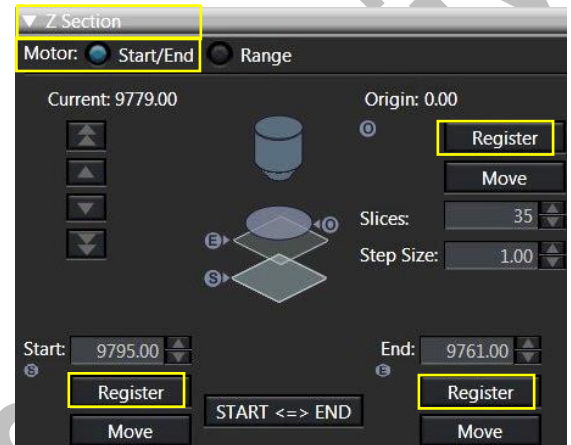 ▼ Z Section
Motor: Start/End Range
Current: 9779.00 Origin: 0.00
O
Register
Move
O
E
S
Slices: 35
Step Size: 1.00
Start: 9795.00 End: 9761.00
S E
Register Register
START <=> END
Move Move